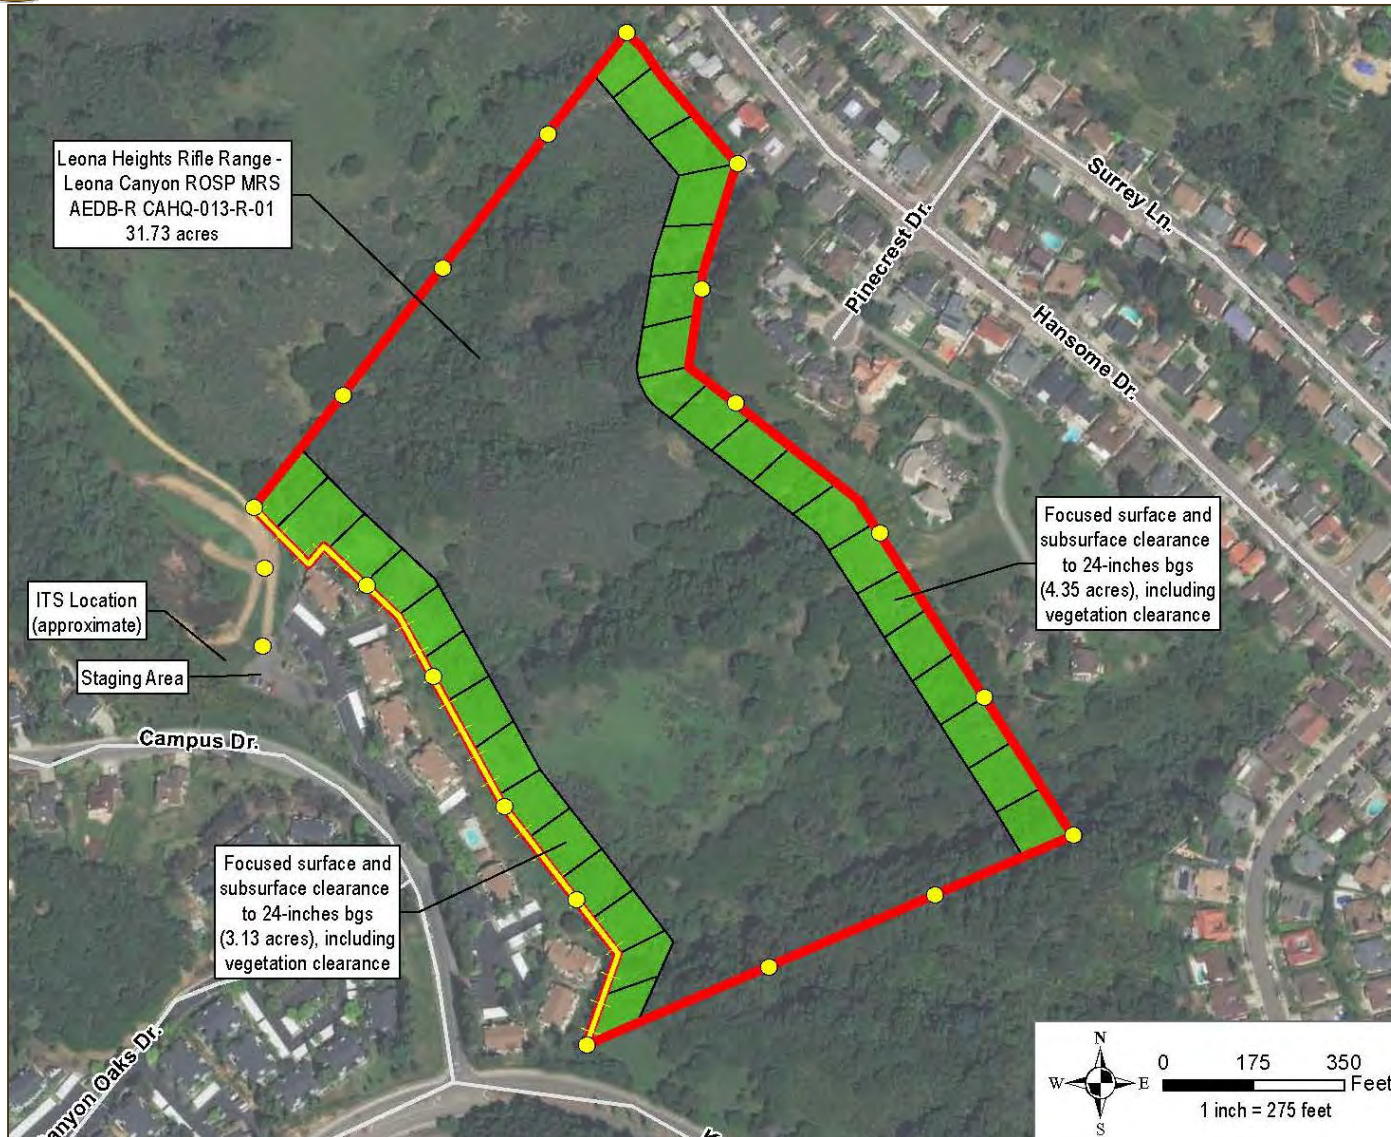 Leona Heights Rifle Range -
Leona Canyon ROSP MRS
AEDB-R CAHQ-013-R-01
31.73 acres
Surrey Ln.
Pinecrest Dr.
Hansome Dr.
Focused surface and
subsurface clearance
to 24-inches bgs
(4.35 acres), including
vegetation clearance
ITS Location
(approximate)
Staging Area
Campus Dr.
Focused surface and
subsurface clearance
to 24-inches bgs
(3.13 acres), including
vegetation clearance
anyon Oaks Dr.
N
W E
S
0 175 350
Feet
1 inch = 275 feet